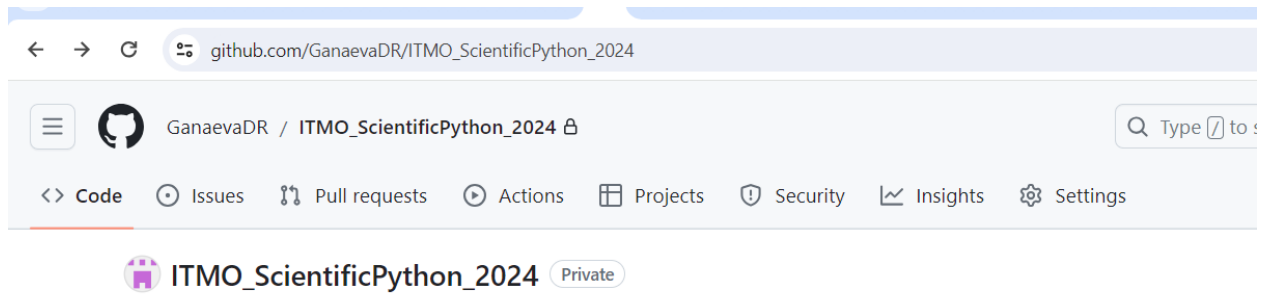 github.com/GanaevaDR/ITMO_ScientificPython_2024
GanaevaDR / ITMO_ScientificPython_2024
Type / to s
<> Code Issues Pull requests Actions Projects Security Insights Settings
ITMO_ScientificPython_2024 Private